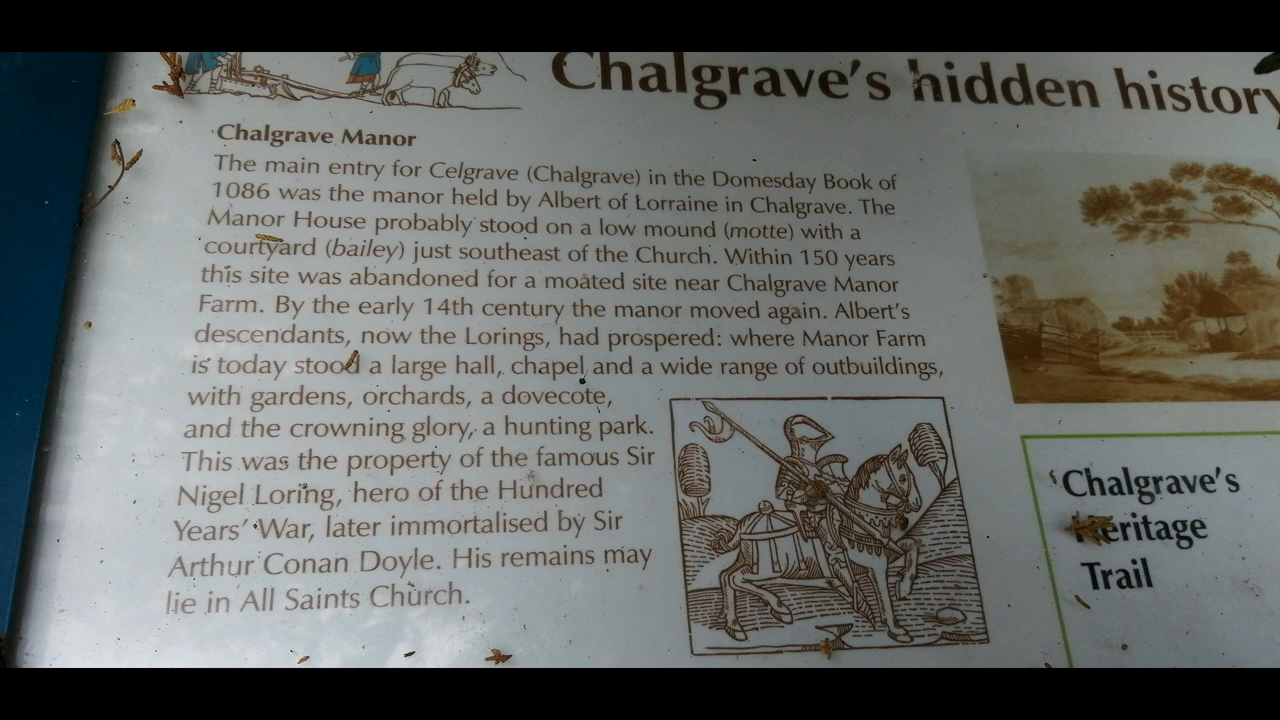 Chalgrave's hidden history
Chalgrave Manor
The main entry for Celgrave (Chalgrave) in the Domesday Book of
1086 was the manor held by Albert of Lorraine in Chalgrave. The
Manor House probably stood on a low mound (motte) with a
courtyard (bailey) just southeast of the Church. Within 150 years
this site was abandoned for a moated site near Chalgrave Manor
Farm. By the early 14th century the manor moved again. Albert's
descendants, now the Lorings, had prospered: where Manor Farm
is today stood a large hall, chapel and a wide range of outbuildings,
with gardens, orchards, a dovecote,
and the crowning glory, a hunting park.
This was the property of the famous Sir
Nigel Loring, hero of the Hundred
Years' War, later immortalised by Sir
Arthur Conan Doyle. His remains may
lie in All Saints Church.
Chalgrave's
Heritage
Trail